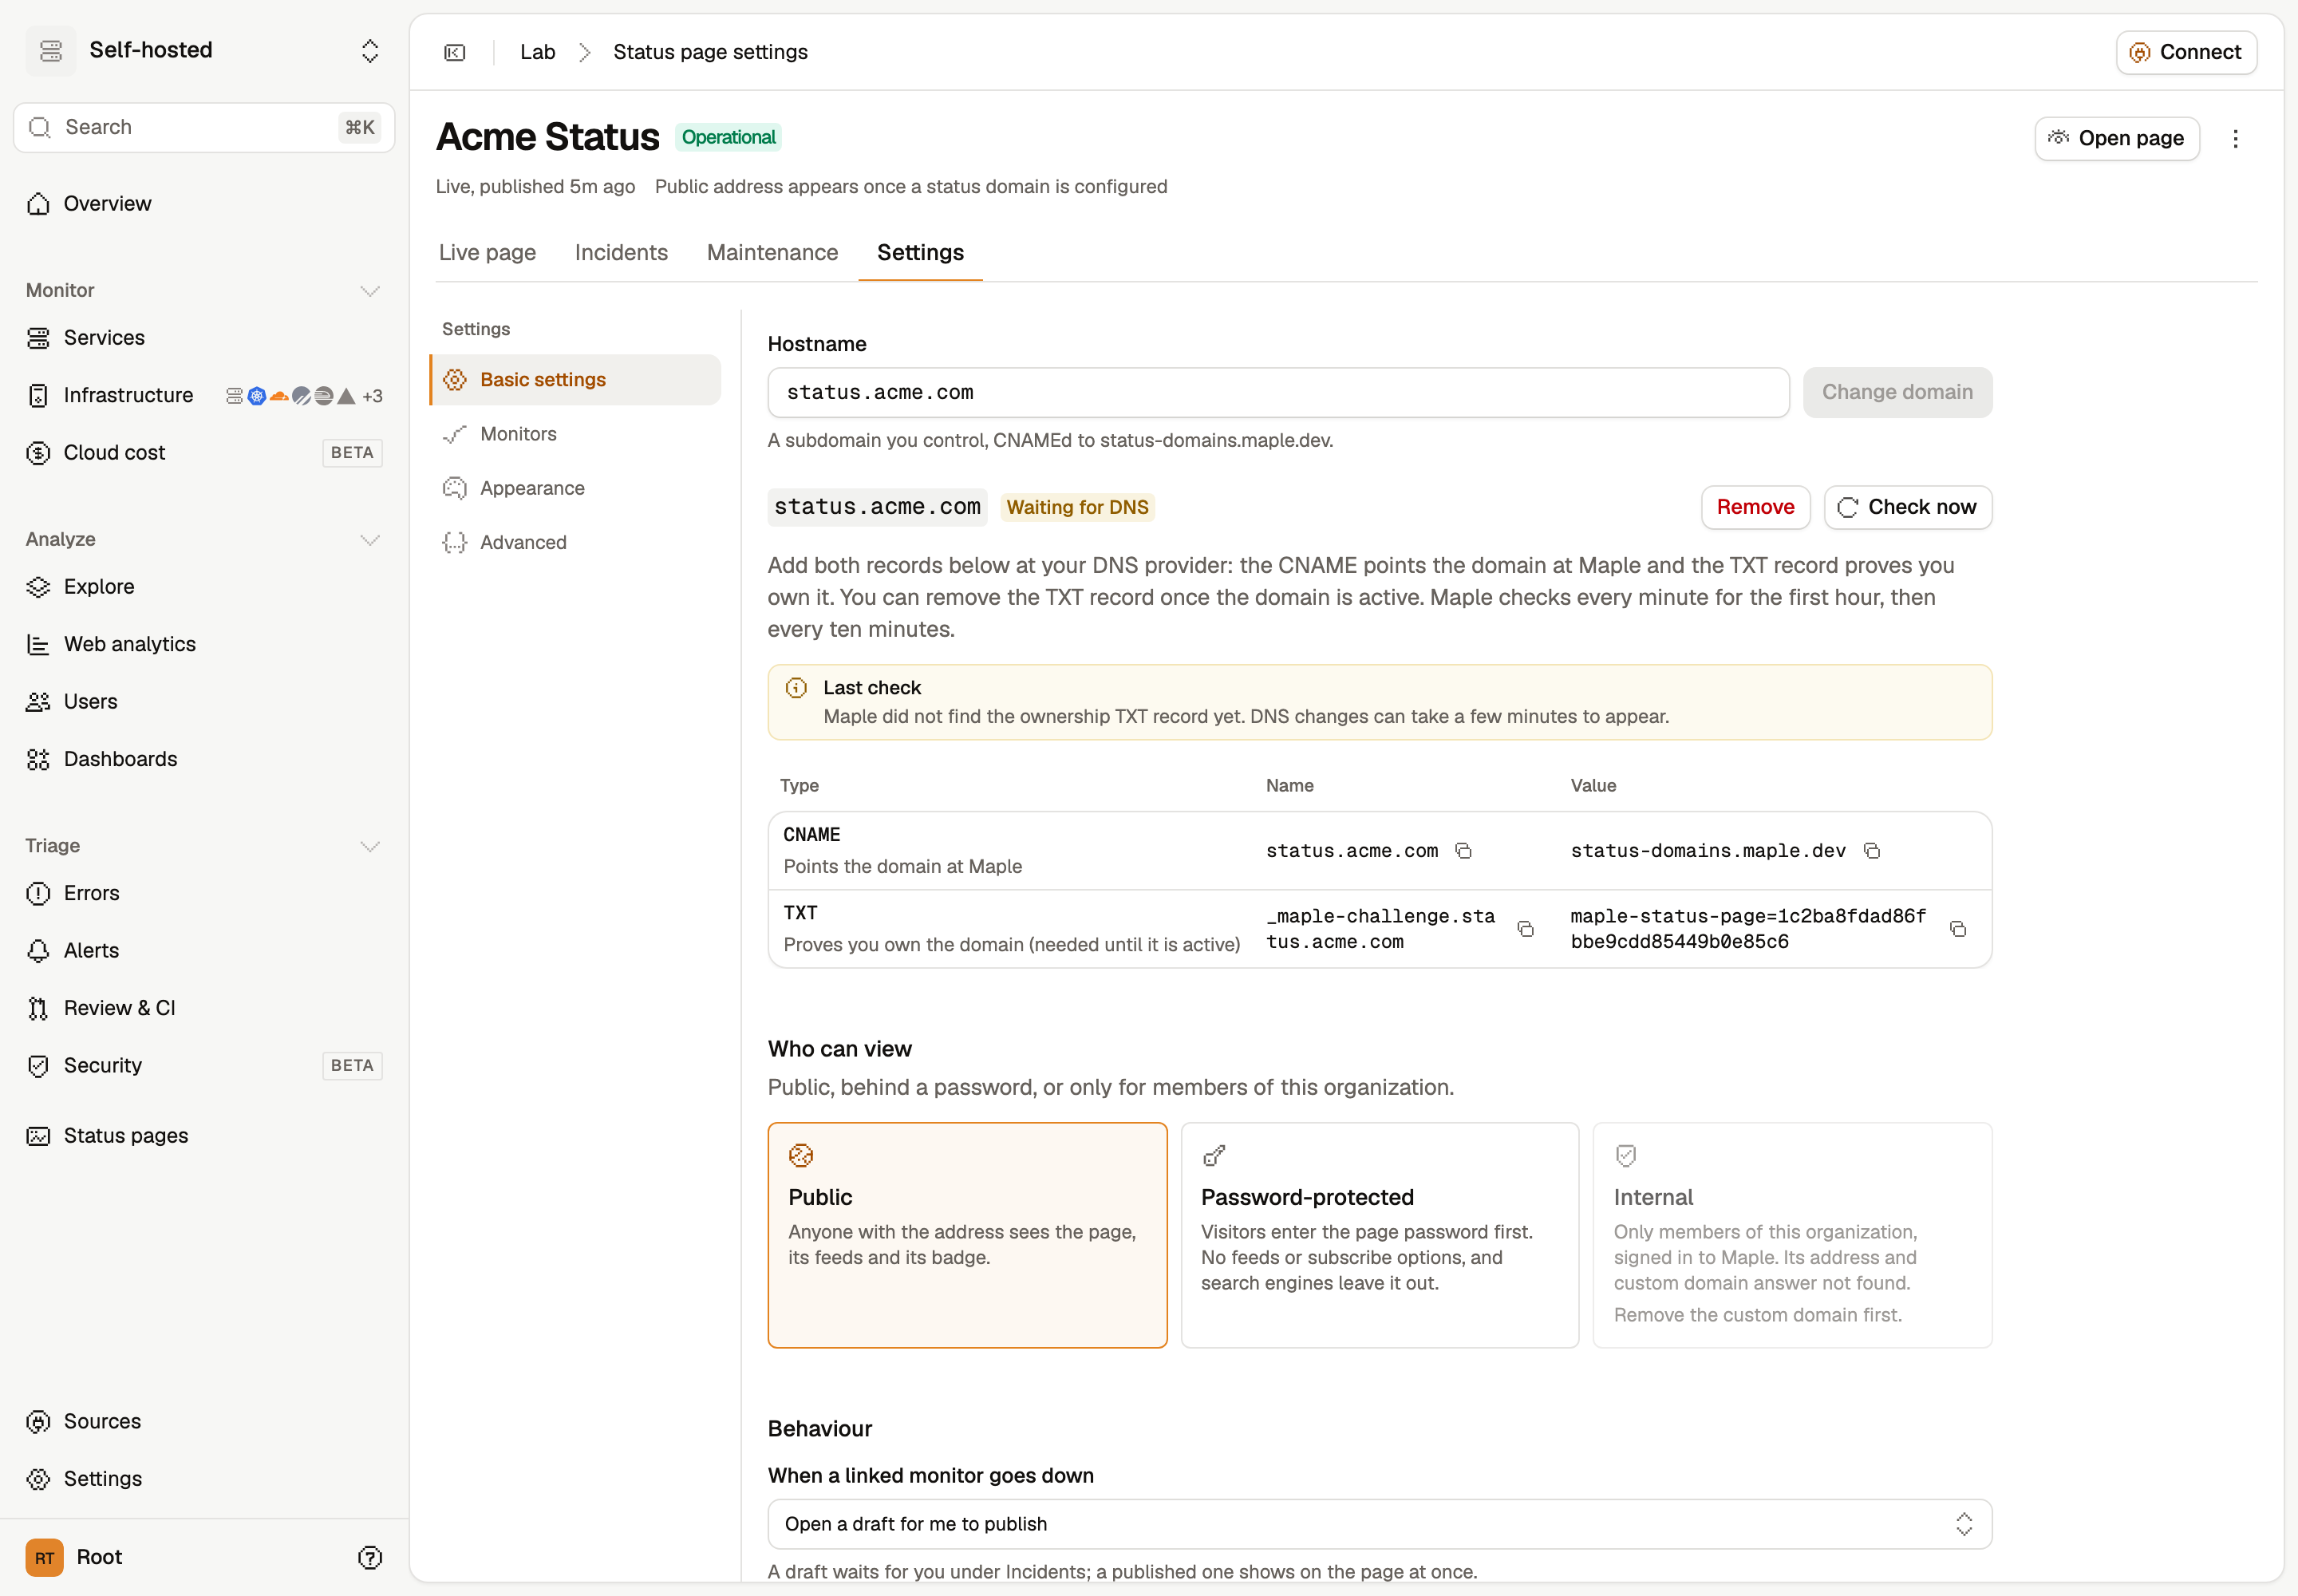 Self-hosted
Search
⌘K
Overview
Monitor
Services
Infrastructure
+3
Cloud cost
BETA
Analyze
Explore
Web analytics
Users
Dashboards
Triage
Errors
Alerts
Review & CI
Security
BETA
Status pages
Sources
Settings
RT
Root
Lab
Status page settings
Connect
Acme Status
Operational
Open page
Live, published 5m ago
Public address appears once a status domain is configured
Live page
Incidents
Maintenance
Settings
Settings
Basic settings
Monitors
Appearance
Advanced
Hostname
status.acme.com
Change domain
A subdomain you control, CNAMEd to status-domains.maple.dev.
status.acme.com
Waiting for DNS
Remove
Check now
Add both records below at your DNS provider: the CNAME points the domain at Maple and the TXT record proves you
own it. You can remove the TXT record once the domain is active. Maple checks every minute for the first hour, then
every ten minutes.
Last check
Maple did not find the ownership TXT record yet. DNS changes can take a few minutes to appear.
Type
Name
Value
CNAME
Points the domain at Maple
status.acme.com
status-domains.maple.dev
TXT
Proves you own the domain (needed until it is active)
_maple-challenge.sta
tus.acme.com
maple-status-page=1c2ba8fdad86f
bbe9cdd85449b0e85c6
Who can view
Public, behind a password, or only for members of this organization.
Public
Anyone with the address sees the page,
its feeds and its badge.
Password-protected
Visitors enter the page password first.
No feeds or subscribe options, and
search engines leave it out.
Internal
Only members of this organization,
signed in to Maple. Its address and
custom domain answer not found.
Remove the custom domain first.
Behaviour
When a linked monitor goes down
Open a draft for me to publish
A draft waits for you under Incidents; a published one shows on the page at once.